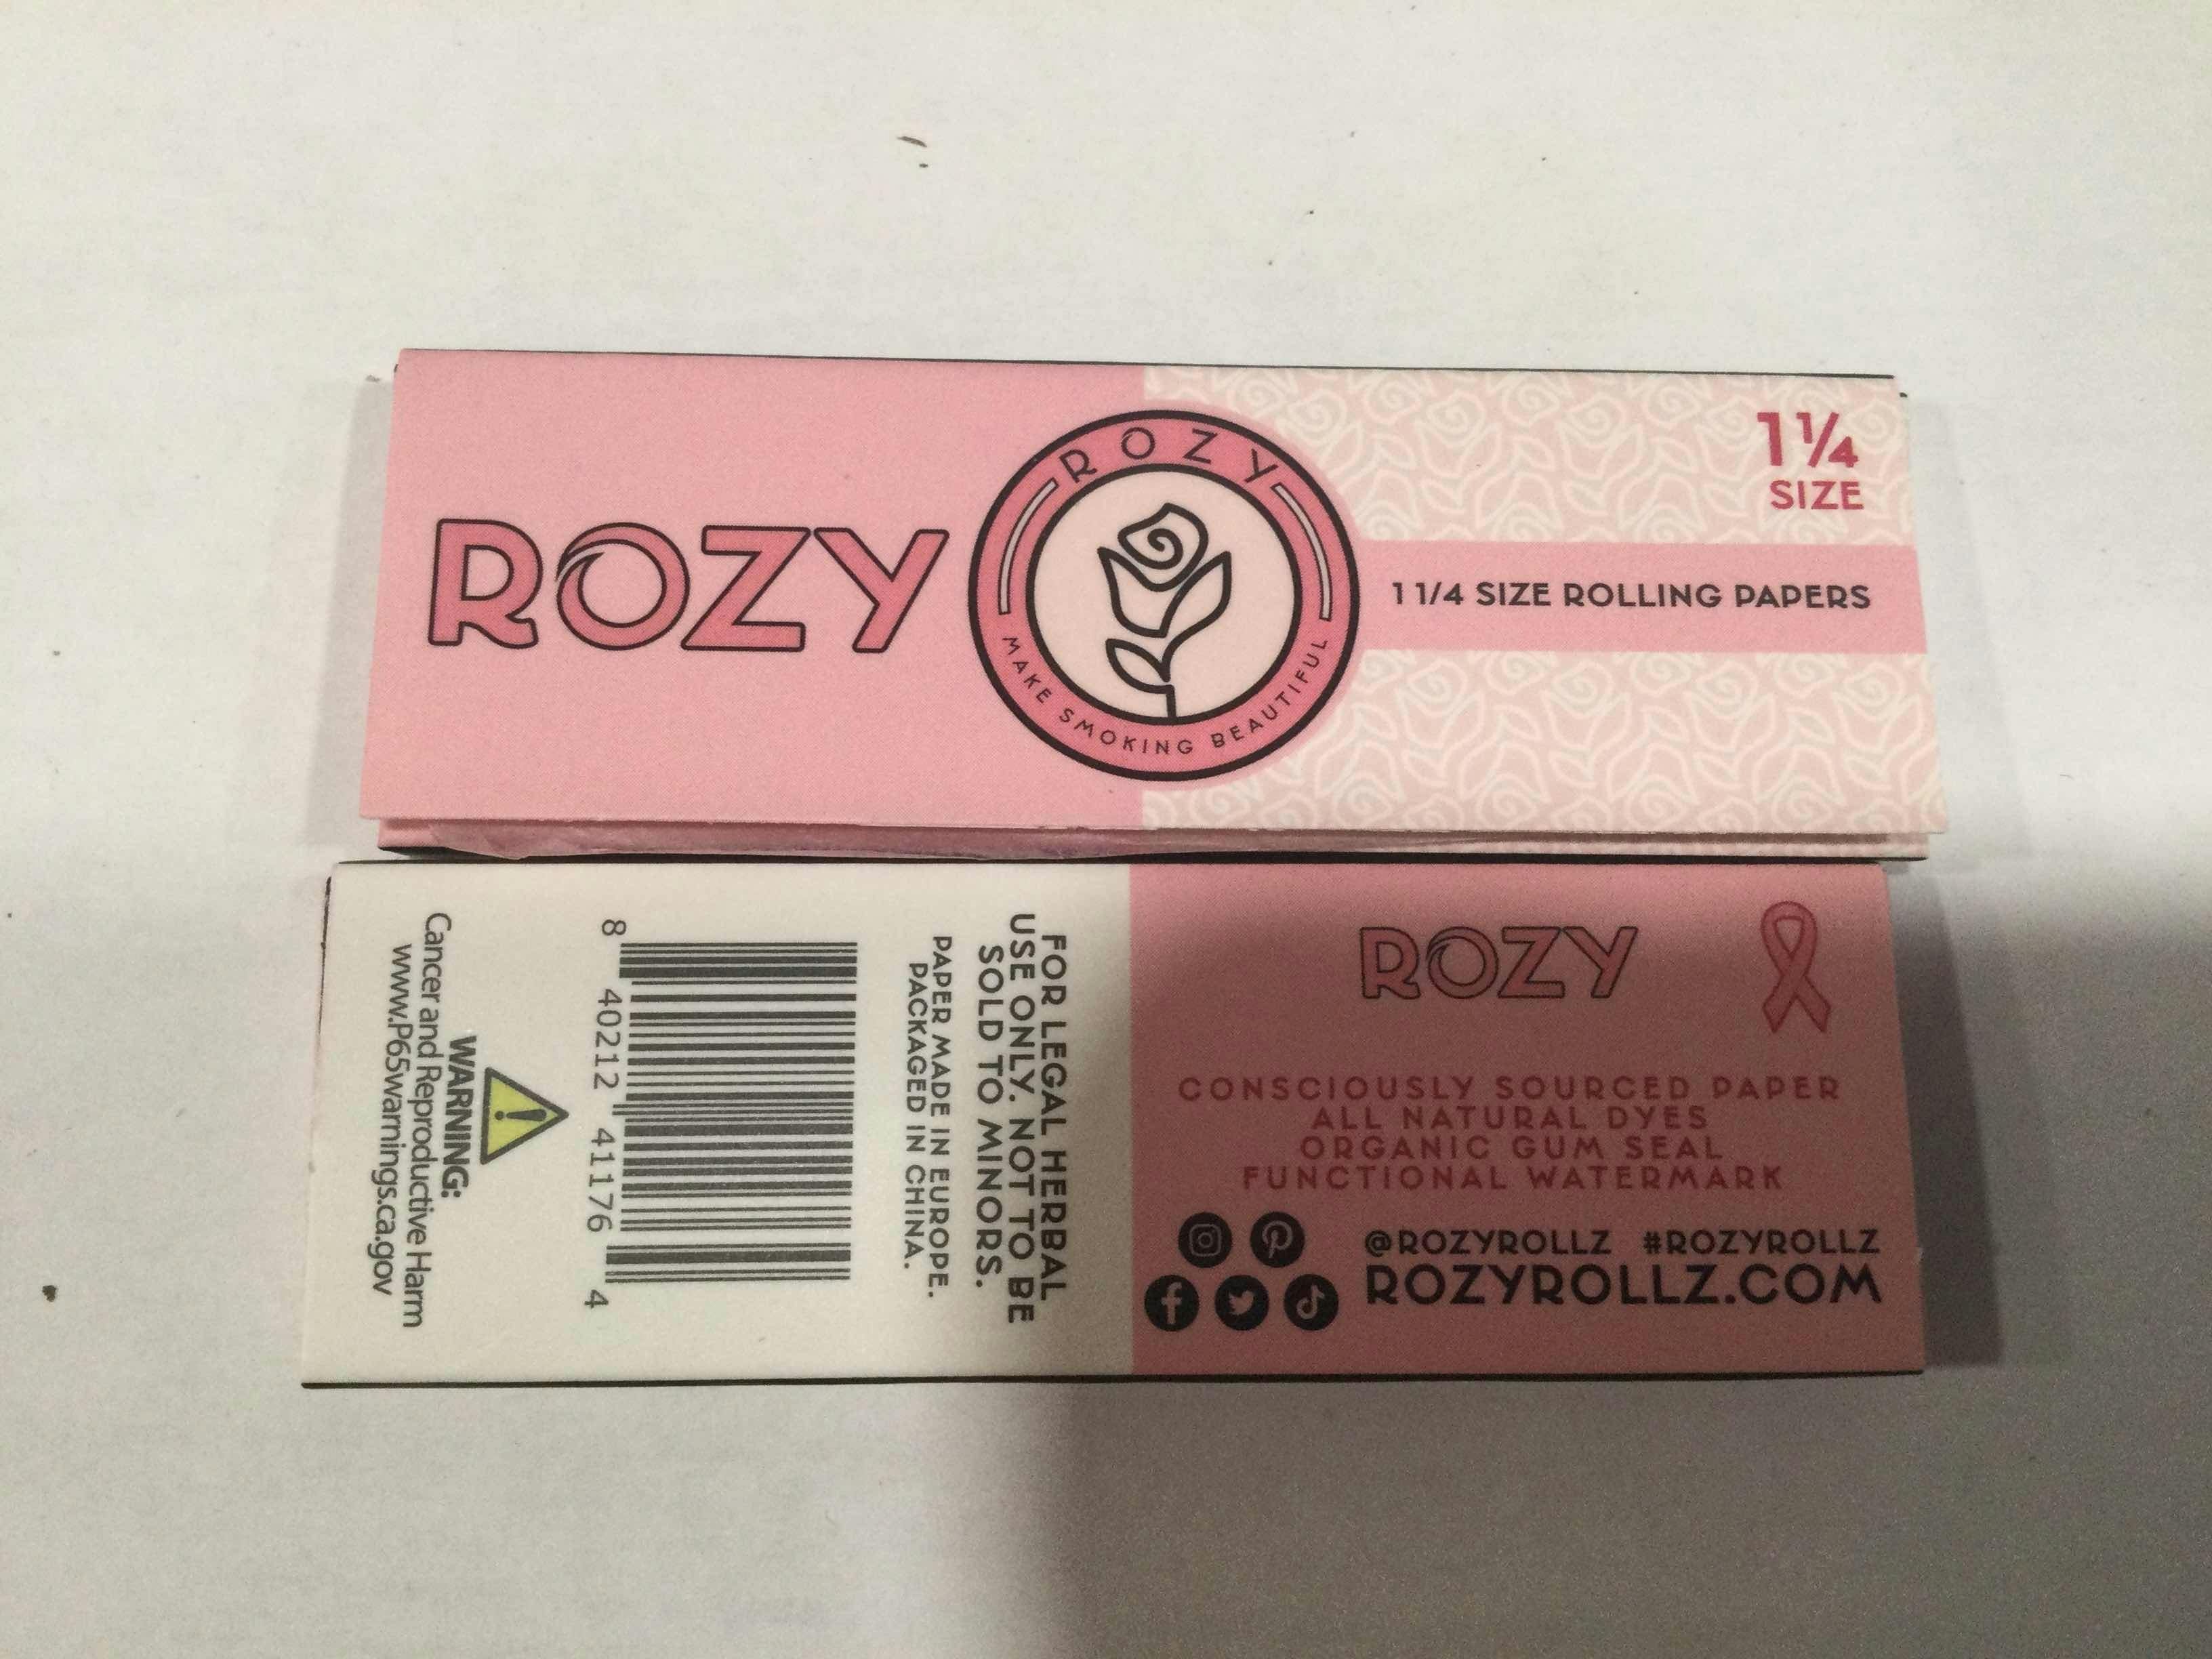 ROZY
ROZY
MAKE SMOKING BEAUTIFUL
1 1/4
SIZE
1 1/4 SIZE ROLLING PAPERS
ROZY
CONSCIOUSLY SOURCED PAPER
ALL NATURAL DYES
ORGANIC GUM SEAL
FUNCTIONAL WATERMARK
@ROZYROLLZ #ROZYROLLZ
ROZYROLLZ.COM
FOR LEGAL HERBAL
USE ONLY. NOT TO BE
SOLD TO MINORS.
PAPER MADE IN EUROPE.
PACKAGED IN CHINA.
8 40212 41176 4
WARNING:
Cancer and Reproductive Harm
www.P65warnings.ca.gov